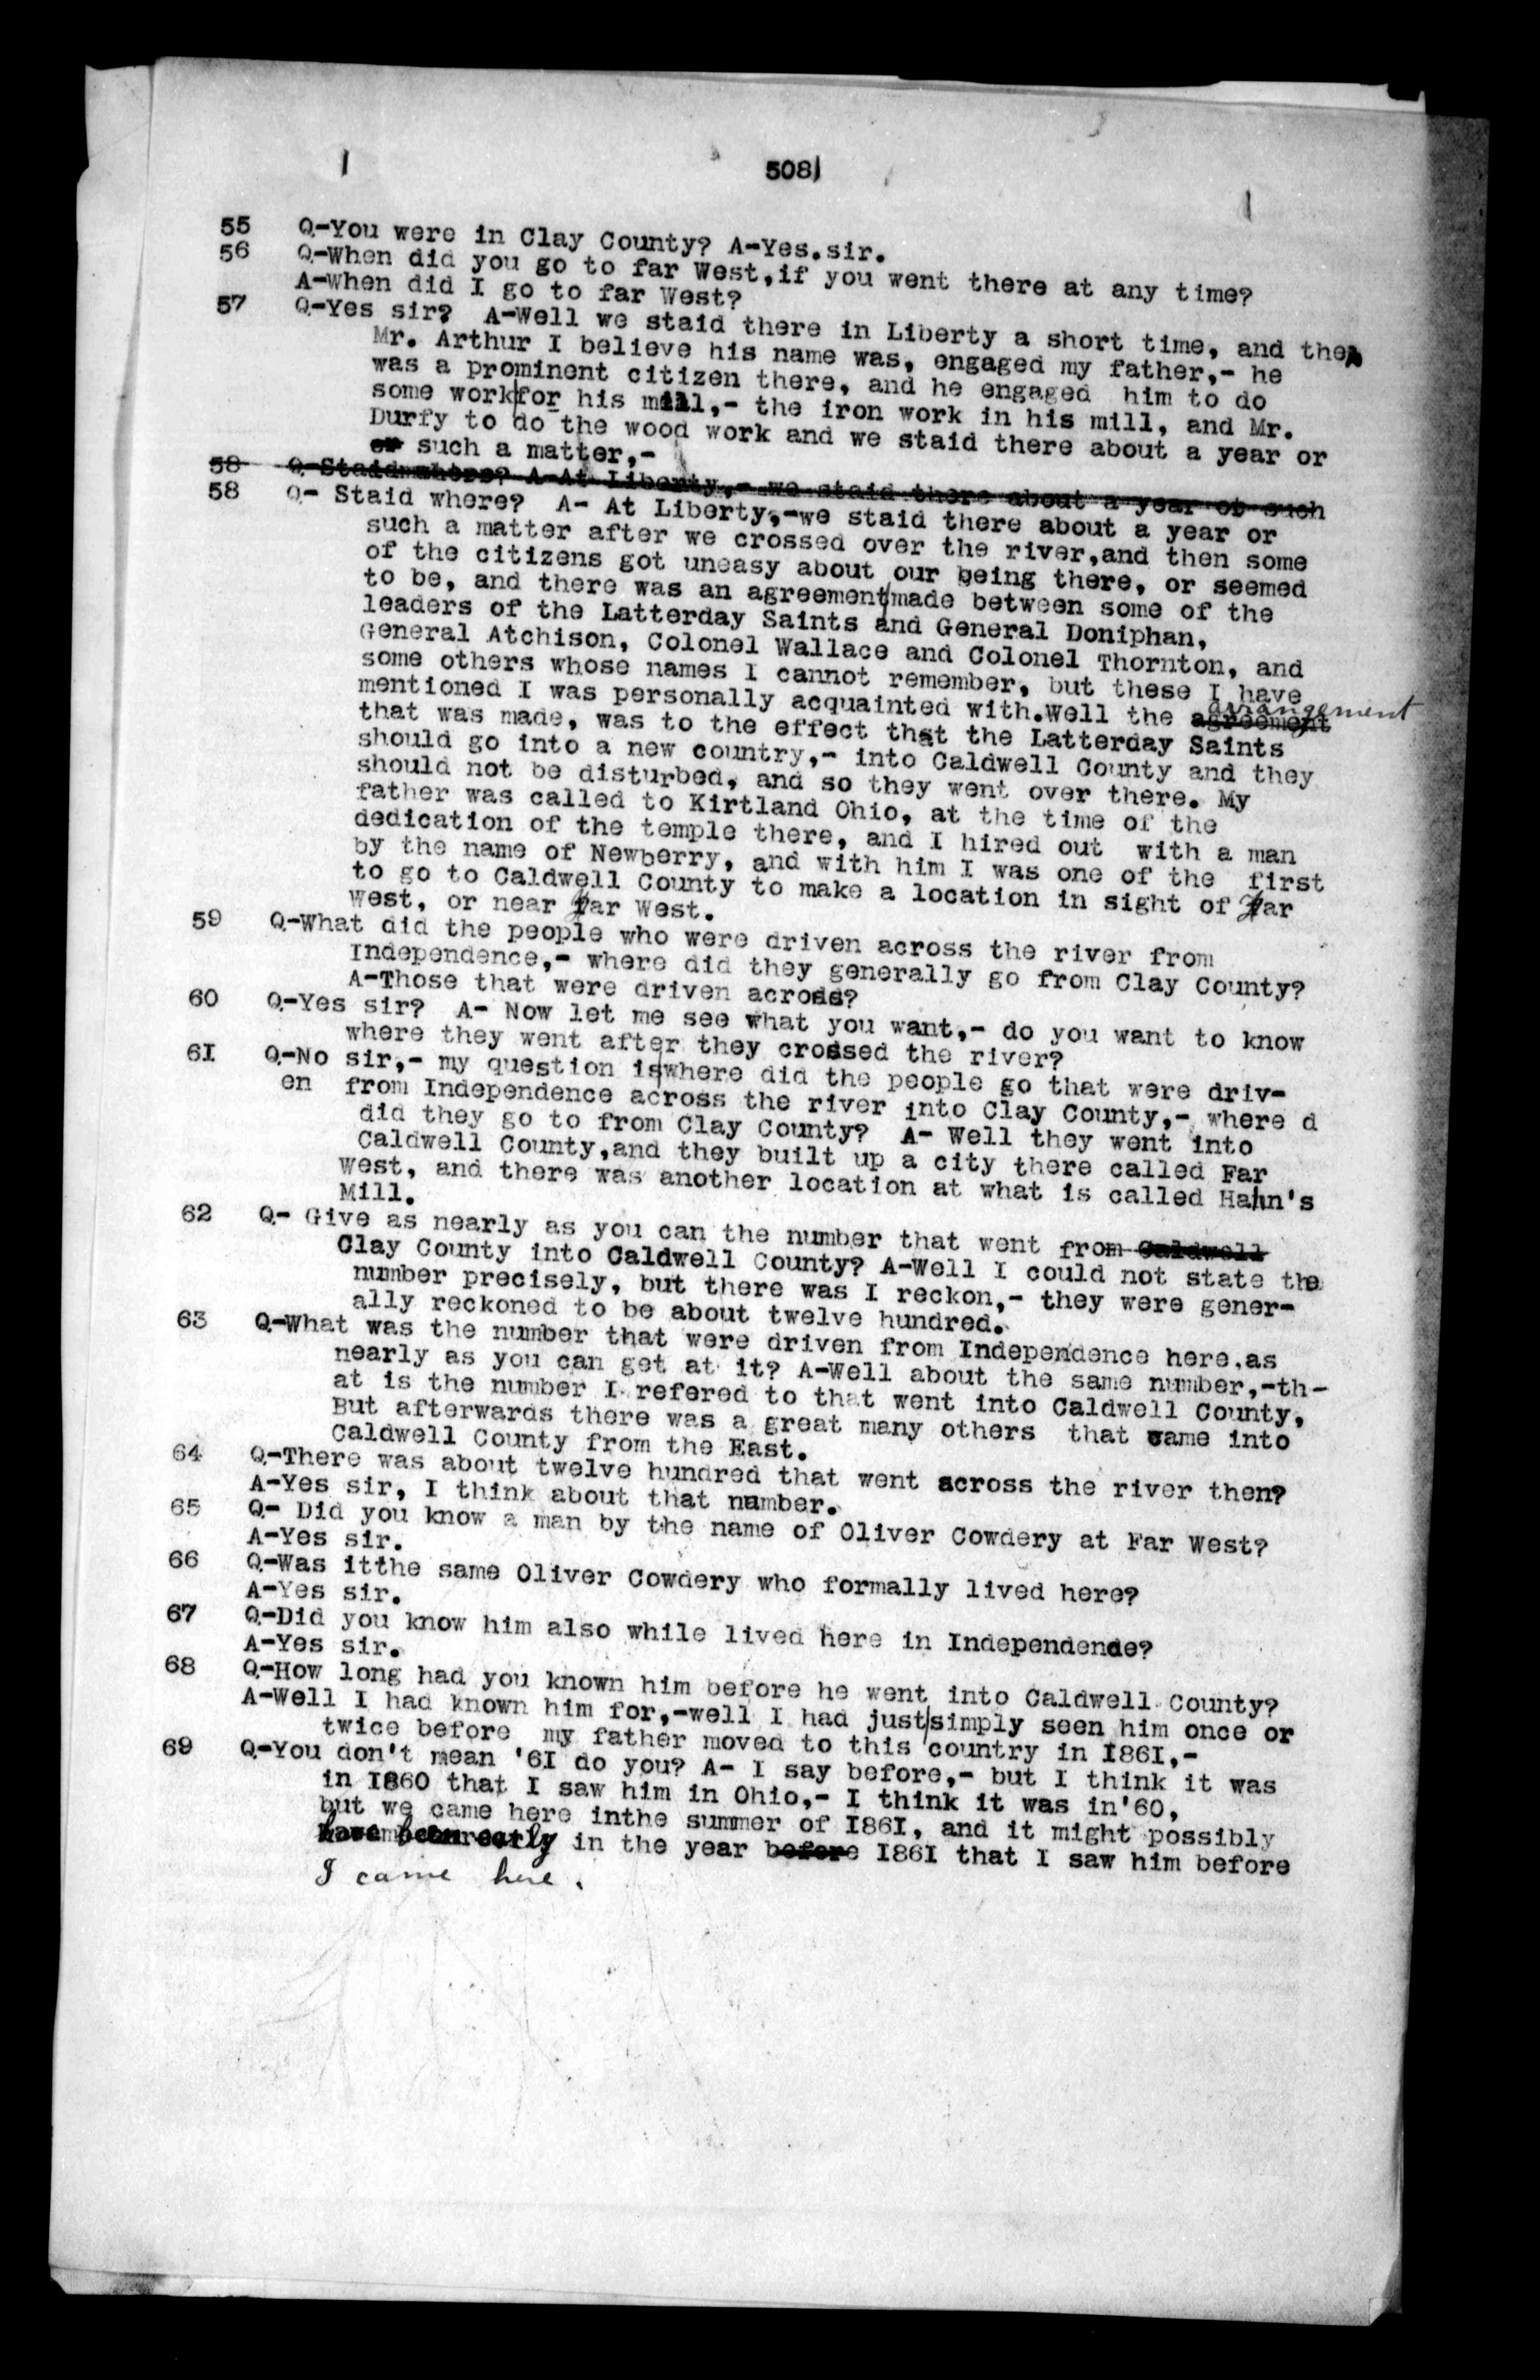 508
55 Q-You were in Clay County? A-Yes.sir.
56 Q-When did you go to far West,if you went there at any time?
A-When did I go to far West?
57 Q-Yes sir? A-Well we staid there in Liberty a short time, and then
Mr. Arthur I believe his name was, engaged my father,- he
was a prominent citizen there, and he engaged him to do
some work for his mill,- the iron work in his mill, and Mr.
Durfy to do the wood work and we staid there about a year or
or such a matter,-
58 Q-Staid where? A-At Liberty,- we staid there about a year ot such
58 Q- Staid where? A- At Liberty,-we staid there about a year or
such a matter after we crossed over the river,and then some
of the citizens got uneasy about our being there, or seemed
to be, and there was an agreement made between some of the
leaders of the Latterday Saints and General Doniphan,
General Atchison, Colonel Wallace and Colonel Thornton, and
some others whose names I cannot remember, but these I have
arrangement
mentioned I was personally acquainted with.Well the agreement
that was made, was to the effect that the Latterday Saints
should go into a new country,- into Caldwell County and they
should not be disturbed, and so they went over there. My
father was called to Kirtland Ohio, at the time of the
dedication of the temple there, and I hired out with a man
by the name of Newberry, and with him I was one of the first
to go to Caldwell County to make a location in sight of Far
West, or near Far West.
59 Q-What did the people who were driven across the river from
Independence,- where did they generally go from Clay County?
A-Those that were driven across?
60 Q-Yes sir? A- Now let me see what you want,- do you want to know
where they went after they crossed the river?
61 Q-No sir,- my question is where did the people go that were driv-
en from Independence across the river into Clay County,- where d
did they go to from Clay County? A- Well they went into
Caldwell County,and they built up a city there called Far
West, and there was another location at what is called Hahn's
Mill.
62 Q- Give as nearly as you can the number that went from Caldwell
Clay County into Caldwell County? A-Well I could not state the
number precisely, but there was I reckon,- they were gener-
ally reckoned to be about twelve hundred.
63 Q-What was the number that were driven from Independence here.as
nearly as you can get at it? A-Well about the same number,-th-
at is the number I refered to that went into Caldwell County,
But afterwards there was a great many others that came into
Caldwell County from the East.
64 Q-There was about twelve hundred that went across the river then?
A-Yes sir, I think about that number.
65 Q- Did you know a man by the name of Oliver Cowdery at Far West?
A-Yes sir.
66 Q-Was itthe same Oliver Cowdery who formally lived here?
A-Yes sir.
67 Q-Did you know him also while lived here in Independende?
A-Yes sir.
68 Q-How long had you known him before he went into Caldwell County?
A-Well I had known him for,-well I had just simply seen him once or
twice before my father moved to this country in I86I,-
69 Q-You don't mean '6I do you? A- I say before,- but I think it was
in I860 that I saw him in Ohio,- I think it was in'60,
but we came here inthe summer of I86I, and it might possibly
have been early in the year before I86I that I saw him before
I came here.